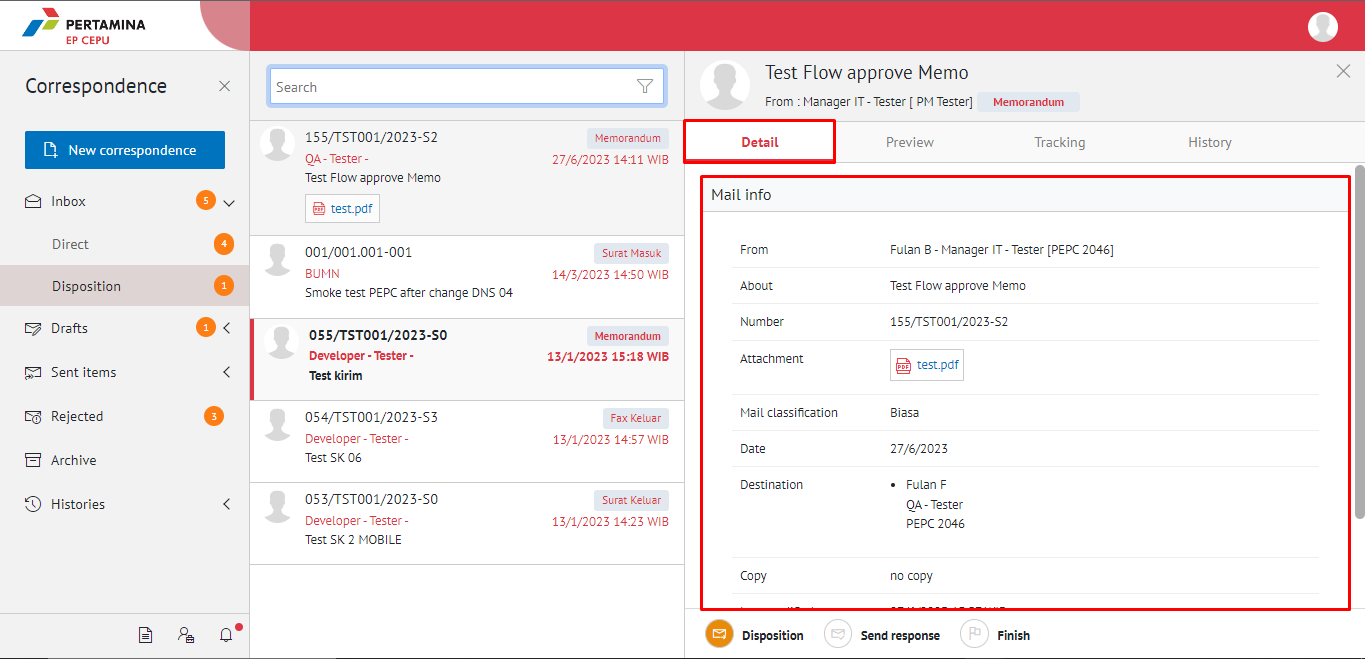 PERTAMINA
EP CEPU
Correspondence
New correspondence
Inbox 5
Direct 4
Disposition 1
Drafts 1
Sent items
Rejected 3
Archive
Histories
Search
155/TST001/2023-S2 Memorandum
QA - Tester - 27/6/2023 14:11 WIB
Test Flow approve Memo
PDF test.pdf
001/001.001-001 Surat Masuk
BUMN 14/3/2023 14:50 WIB
Smoke test PEPC after change DNS 04
055/TST001/2023-S0 Memorandum
Developer - Tester - 13/1/2023 15:18 WIB
Test kirim
054/TST001/2023-S3 Fax Keluar
Developer - Tester - 13/1/2023 14:57 WIB
Test SK 06
053/TST001/2023-S0 Surat Keluar
Developer - Tester - 13/1/2023 14:23 WIB
Test SK 2 MOBILE
Test Flow approve Memo
From : Manager IT - Tester [ PM Tester] Memorandum
Detail Preview Tracking History
Mail info
From Fulan B - Manager IT - Tester [PEPC 2046]
About Test Flow approve Memo
Number 155/TST001/2023-S2
Attachment PDF test.pdf
Mail classification Biasa
Date 27/6/2023
Destination • Fulan F
QA - Tester
PEPC 2046
Copy no copy
Disposition Send response Finish